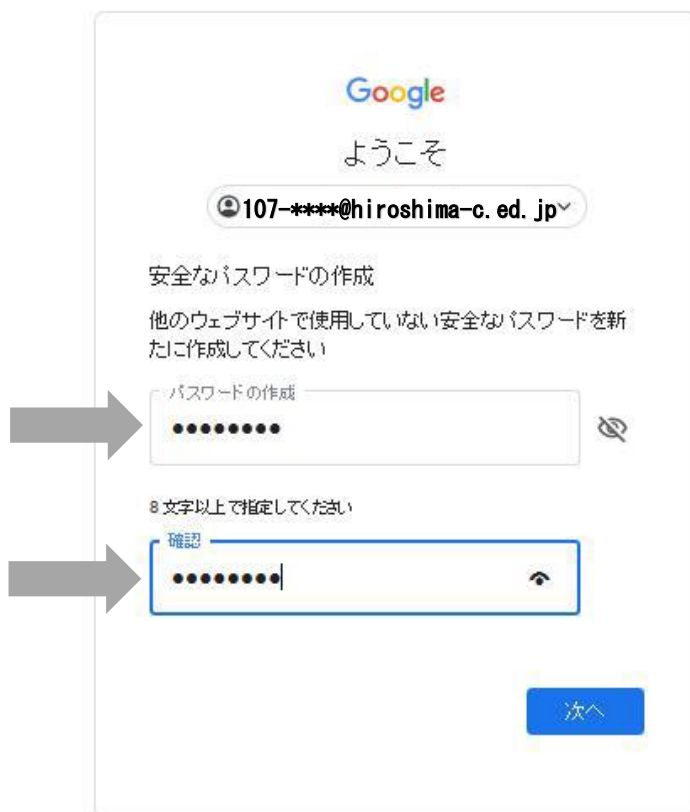 Google
ようこそ
107-****@hiroshima-c.ed.jp
安全なパスワードの作成
他のウェブサイトで使用していない安全なパスワードを新
たに作成してください
パスワードの作成
••••••••
8 文字以上で指定してください
確認
••••••••
次へ